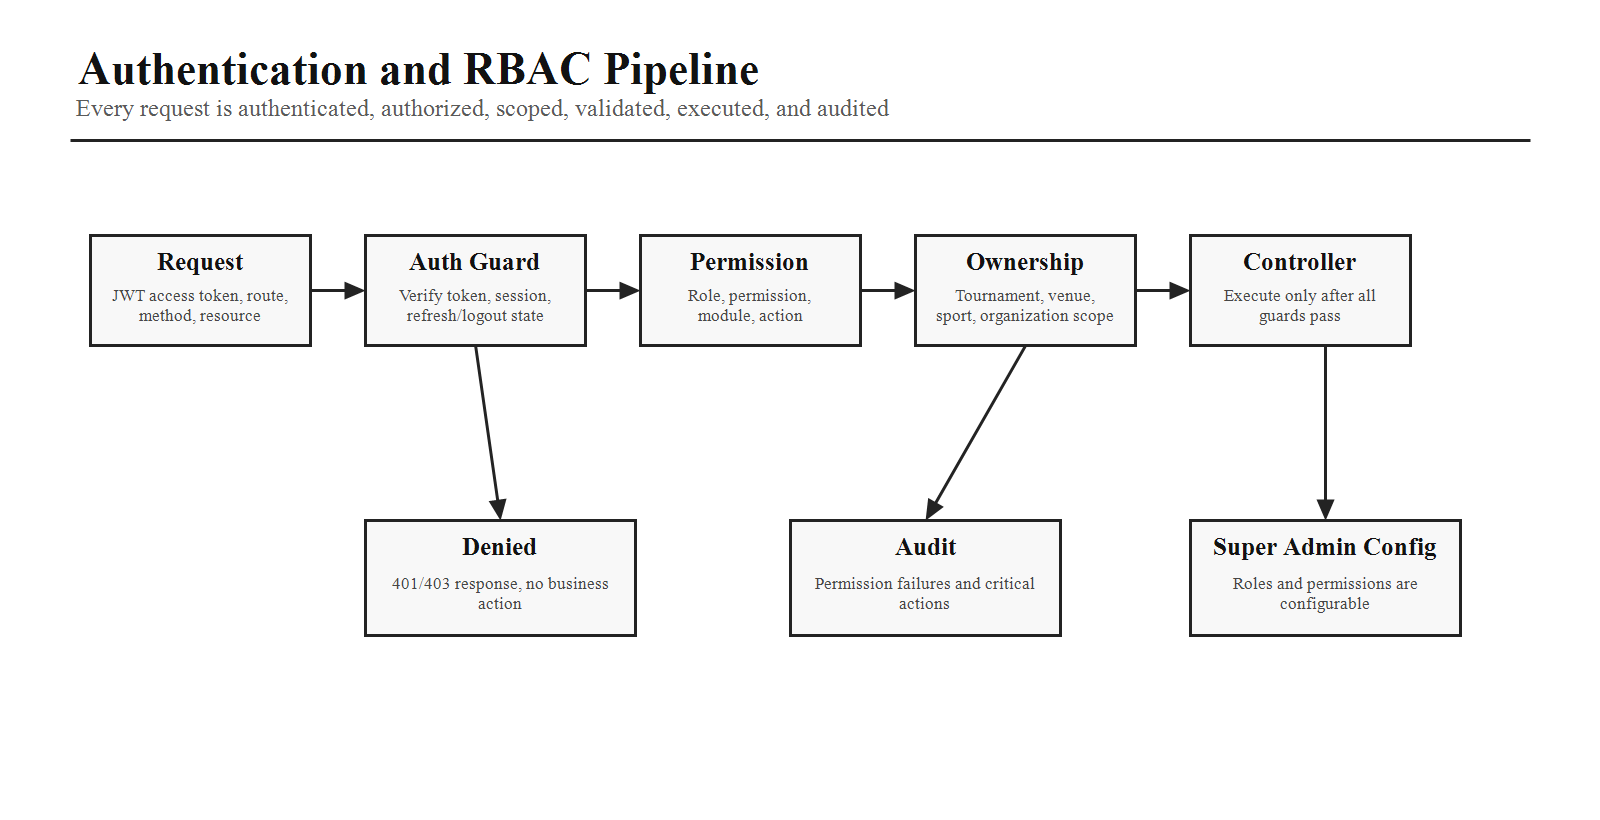 Authentication and RBAC Pipeline
Every request is authenticated, authorized, scoped, validated, executed, and audited
Request
JWT access token, route,
method, resource
Auth Guard
Verify token, session,
refresh/logout state
Permission
Role, permission,
module, action
Ownership
Tournament, venue,
sport, organization scope
Controller
Execute only after all
guards pass
Denied
401/403 response, no business
action
Audit
Permission failures and critical
actions
Super Admin Config
Roles and permissions are
configurable